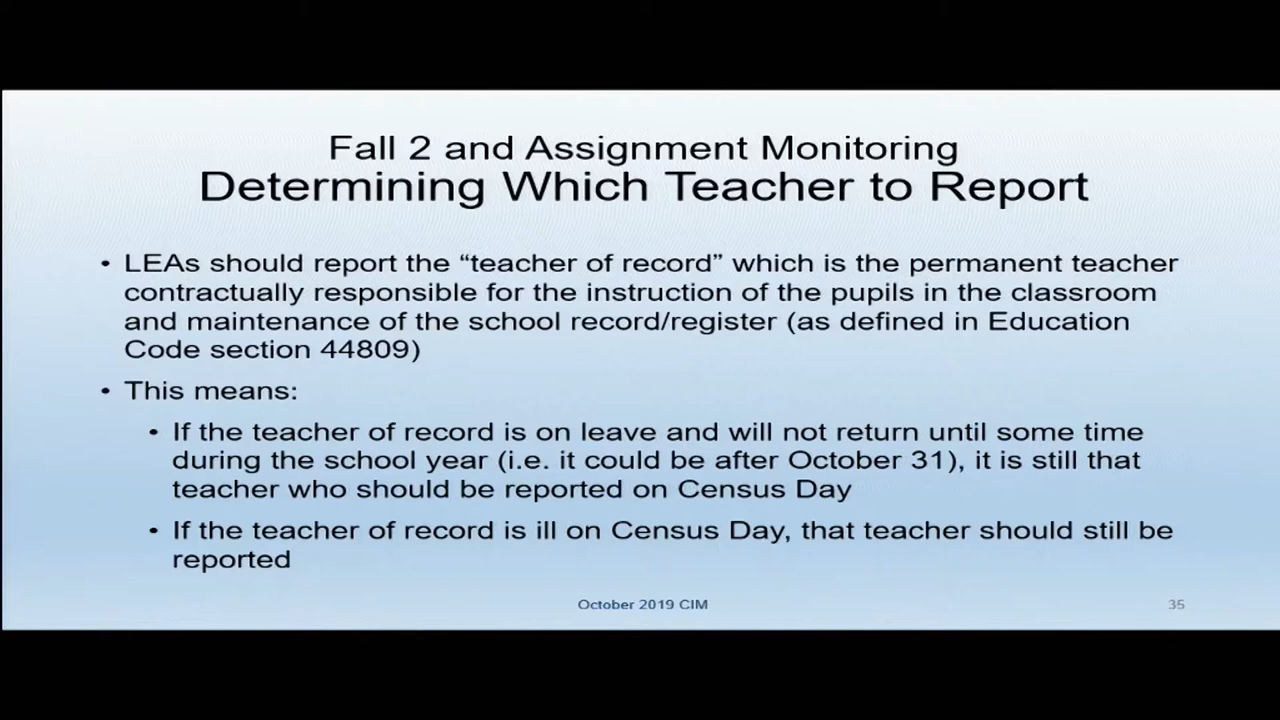 Fall 2 and Assignment Monitoring
Determining Which Teacher to Report
• LEAs should report the “teacher of record” which is the permanent teacher
contractually responsible for the instruction of the pupils in the classroom
and maintenance of the school record/register (as defined in Education
Code section 44809)
• This means:
• If the teacher of record is on leave and will not return until some time
during the school year (i.e. it could be after October 31), it is still that
teacher who should be reported on Census Day
• If the teacher of record is ill on Census Day, that teacher should still be
reported
October 2019 CIM
35